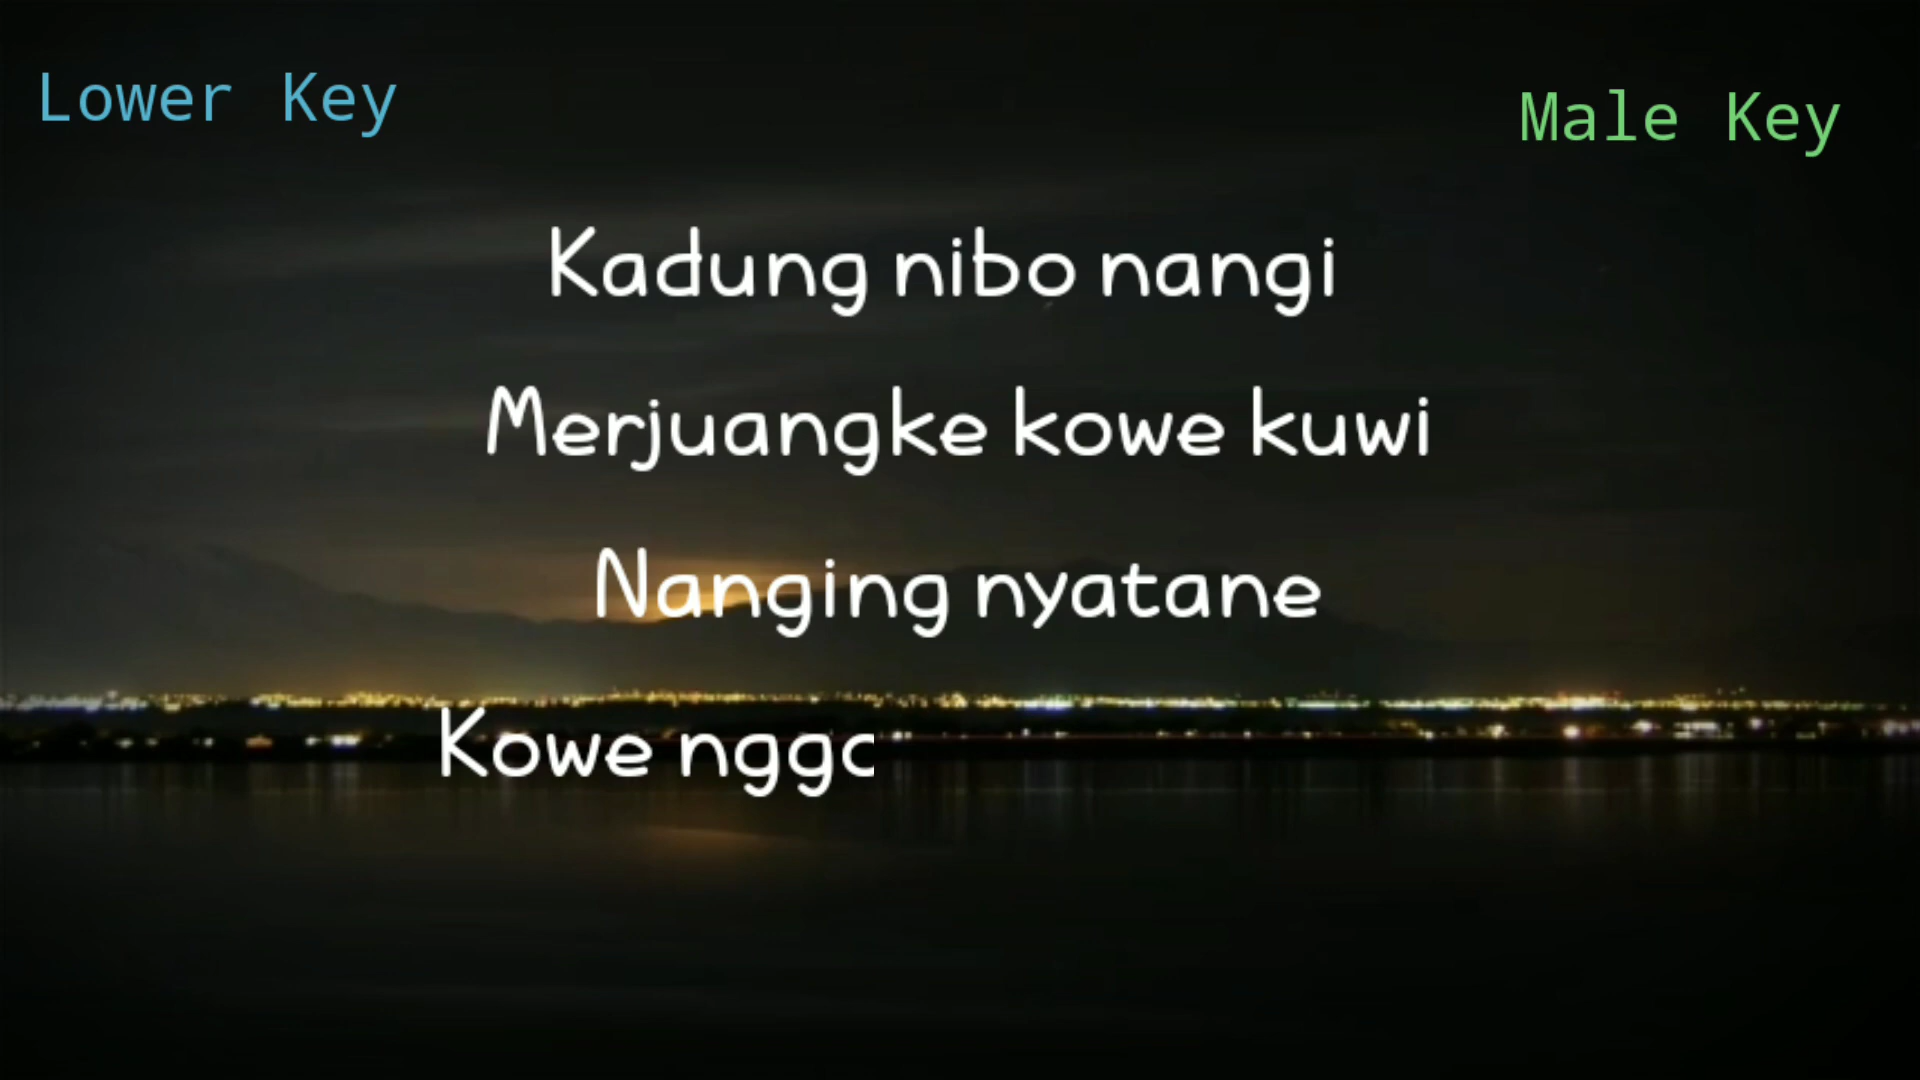 Lower Key
Male Key
Kadung nibo nangi
Merjuangke kowe kuwi
Nanging nyatane
Kowe